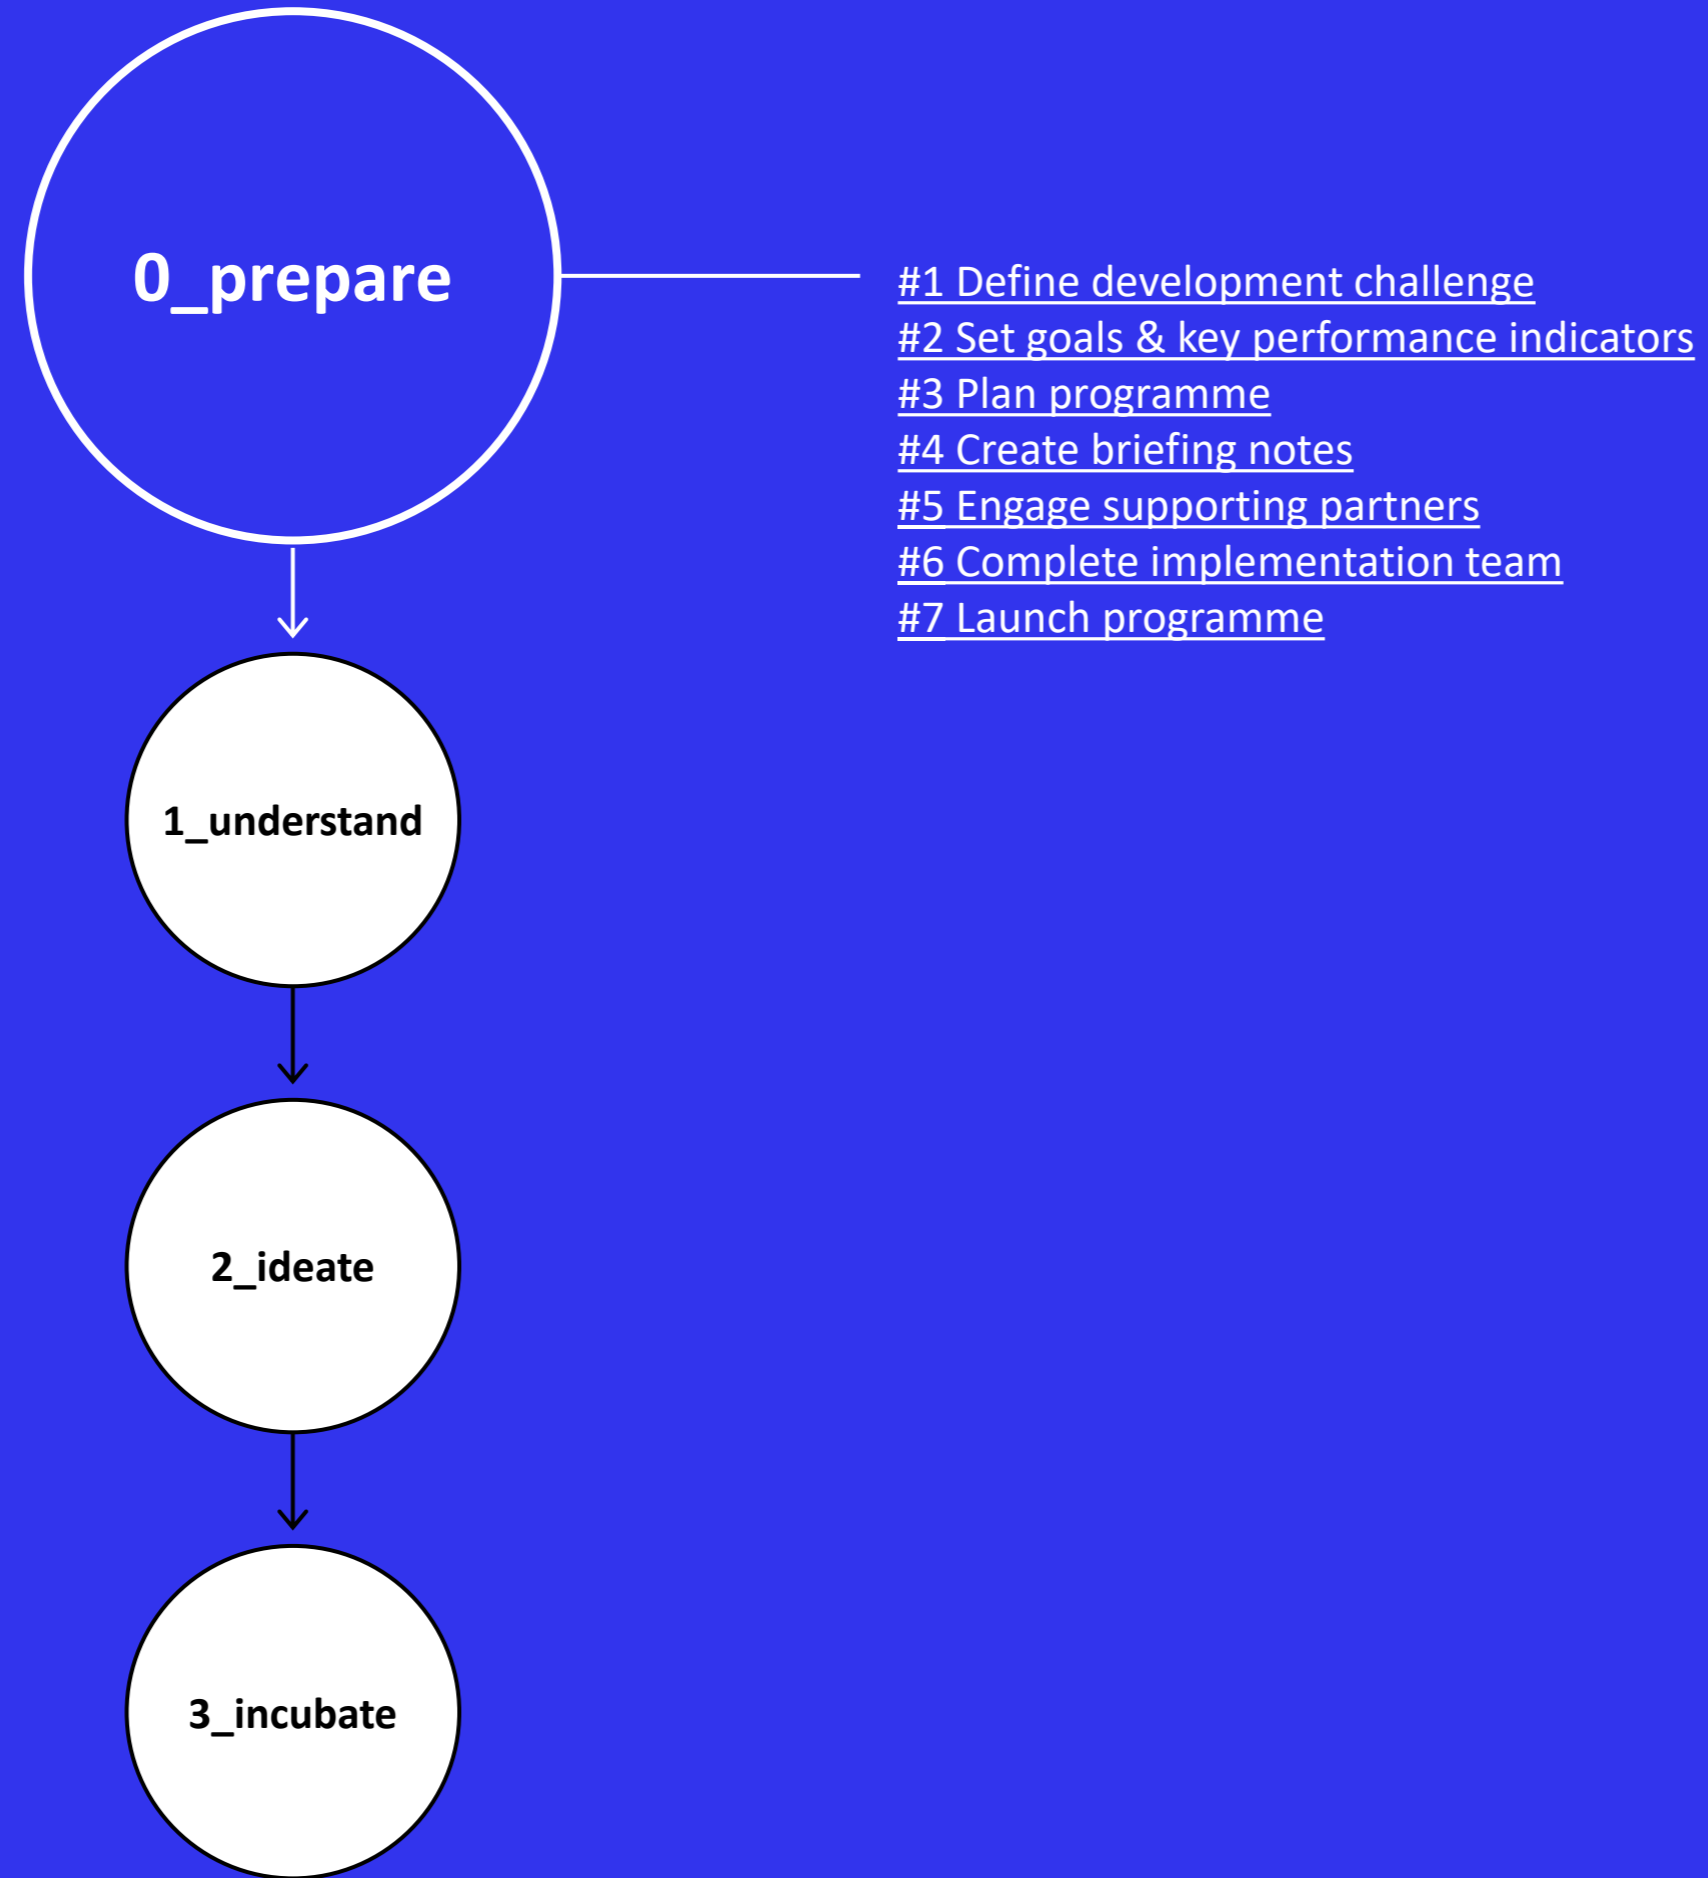 0_prepare
#1 Define development challenge
#2 Set goals & key performance indicators
#3 Plan programme
#4 Create briefing notes
#5 Engage supporting partners
#6 Complete implementation team
#7 Launch programme
1_understand
2_ideate
3_incubate